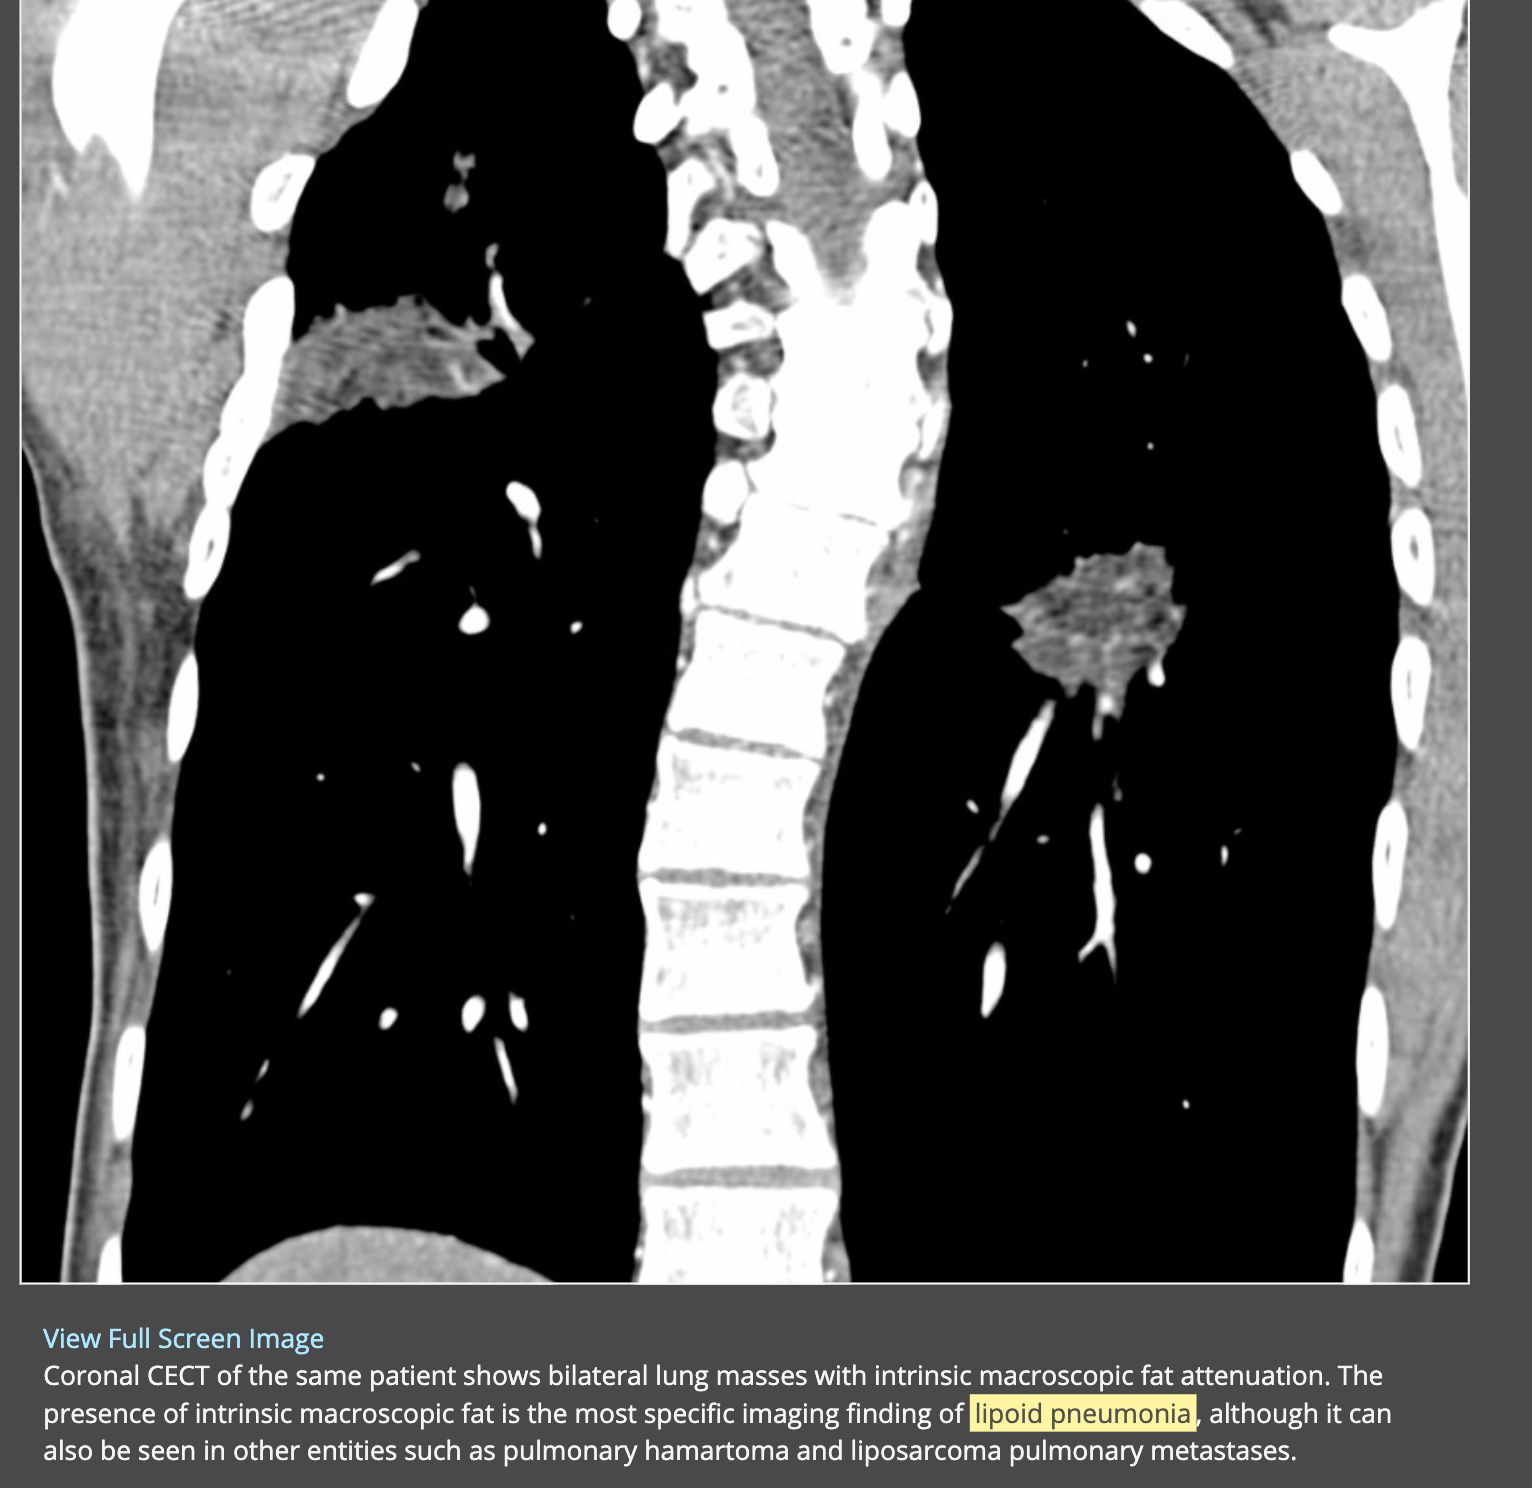 View Full Screen Image
Coronal CECT of the same patient shows bilateral lung masses with intrinsic macroscopic fat attenuation. The
presence of intrinsic macroscopic fat is the most specific imaging finding of lipoid pneumonia, although it can
also be seen in other entities such as pulmonary hamartoma and liposarcoma pulmonary metastases.